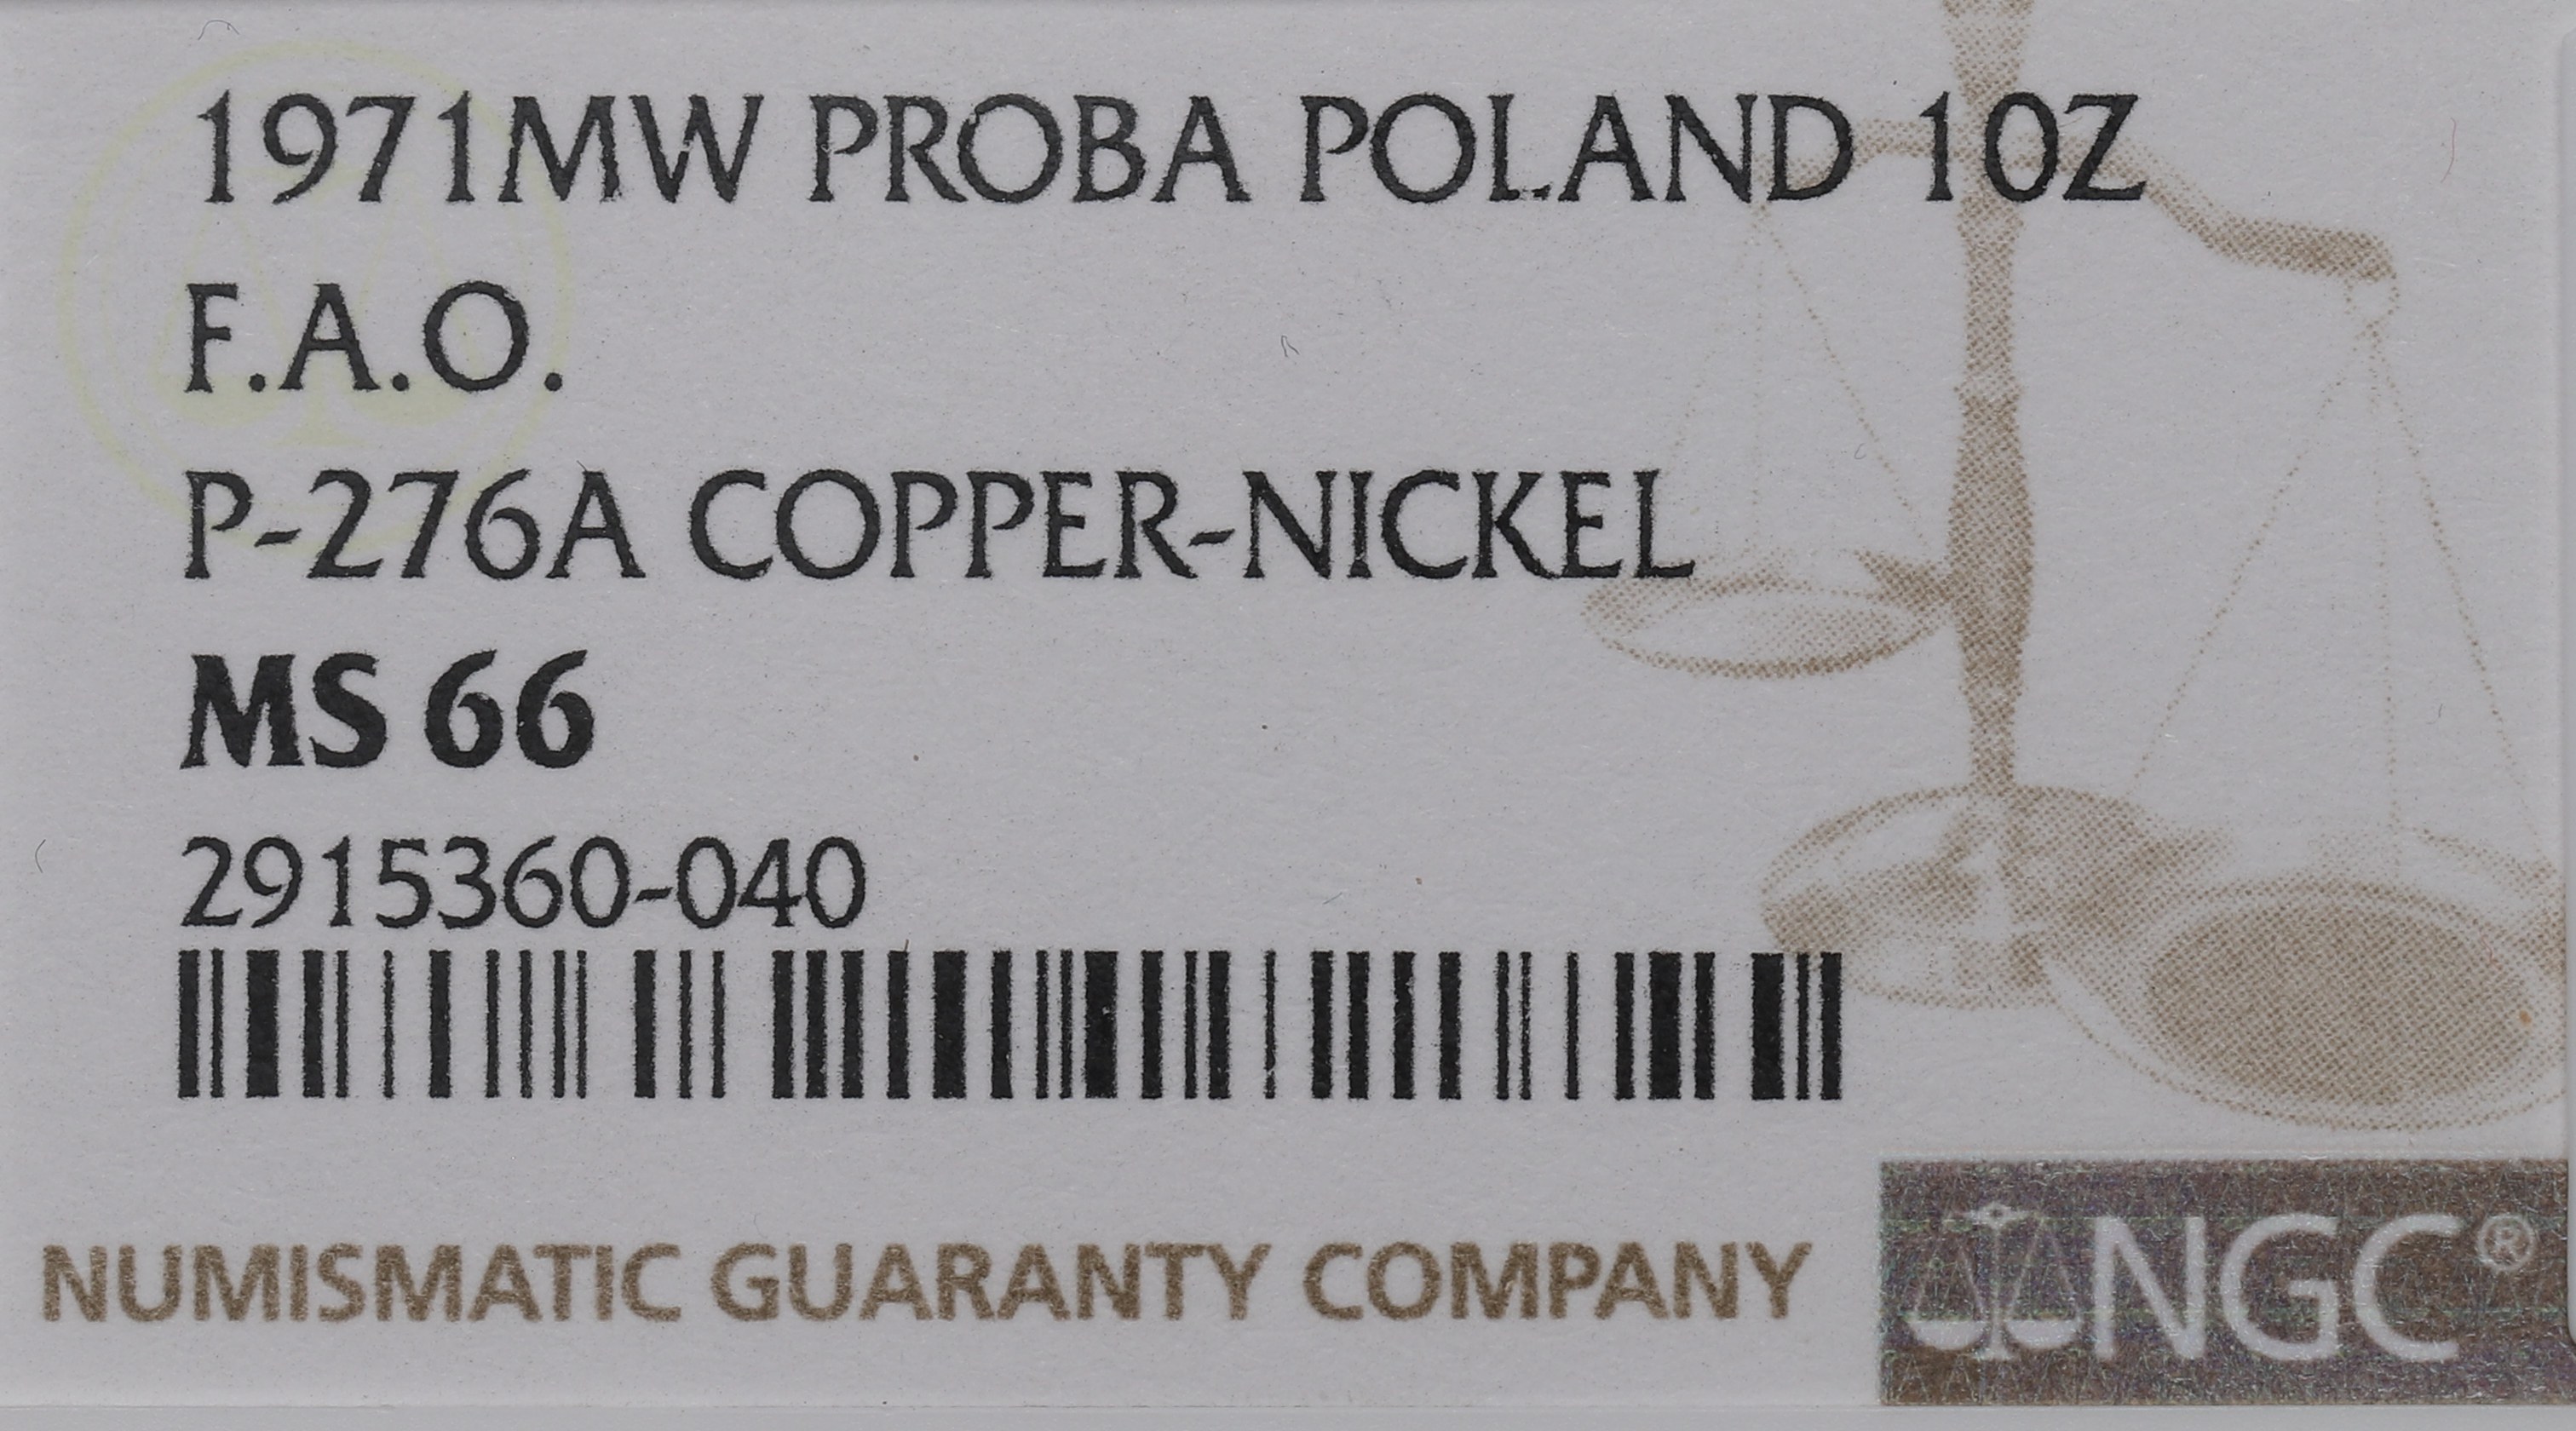 1971MW PROBA POLAND 10Z
F.A.O.
P-276A COPPER-NICKEL
MS 66
2915360-040
NUMISMATIC GUARANTY COMPANY
NGC®